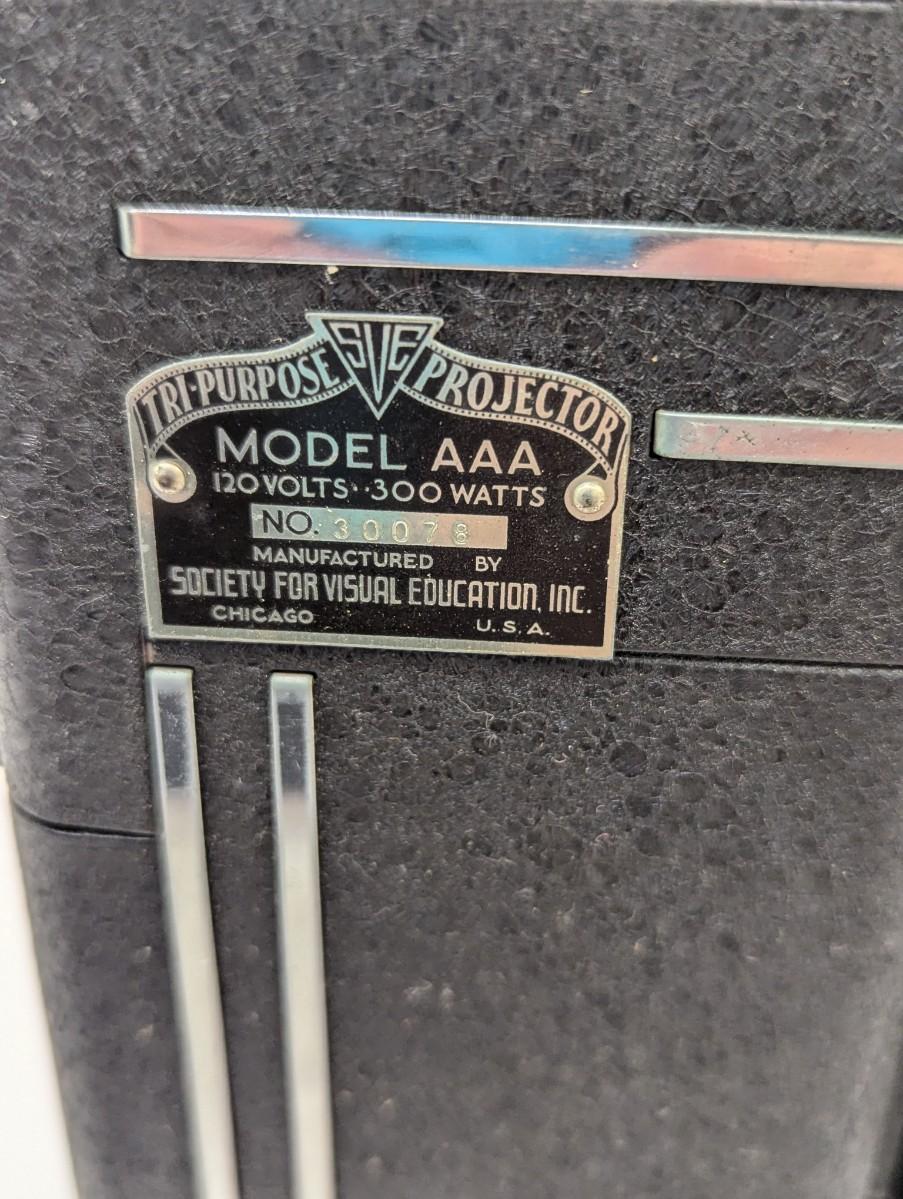 TRI-PURPOSE SVE PROJECTOR
MODEL AAA
120 VOLTS··300 WATTS
NO. 30078
MANUFACTURED BY
SOCIETY FOR VISUAL EDUCATION, INC.
CHICAGO U.S.A.